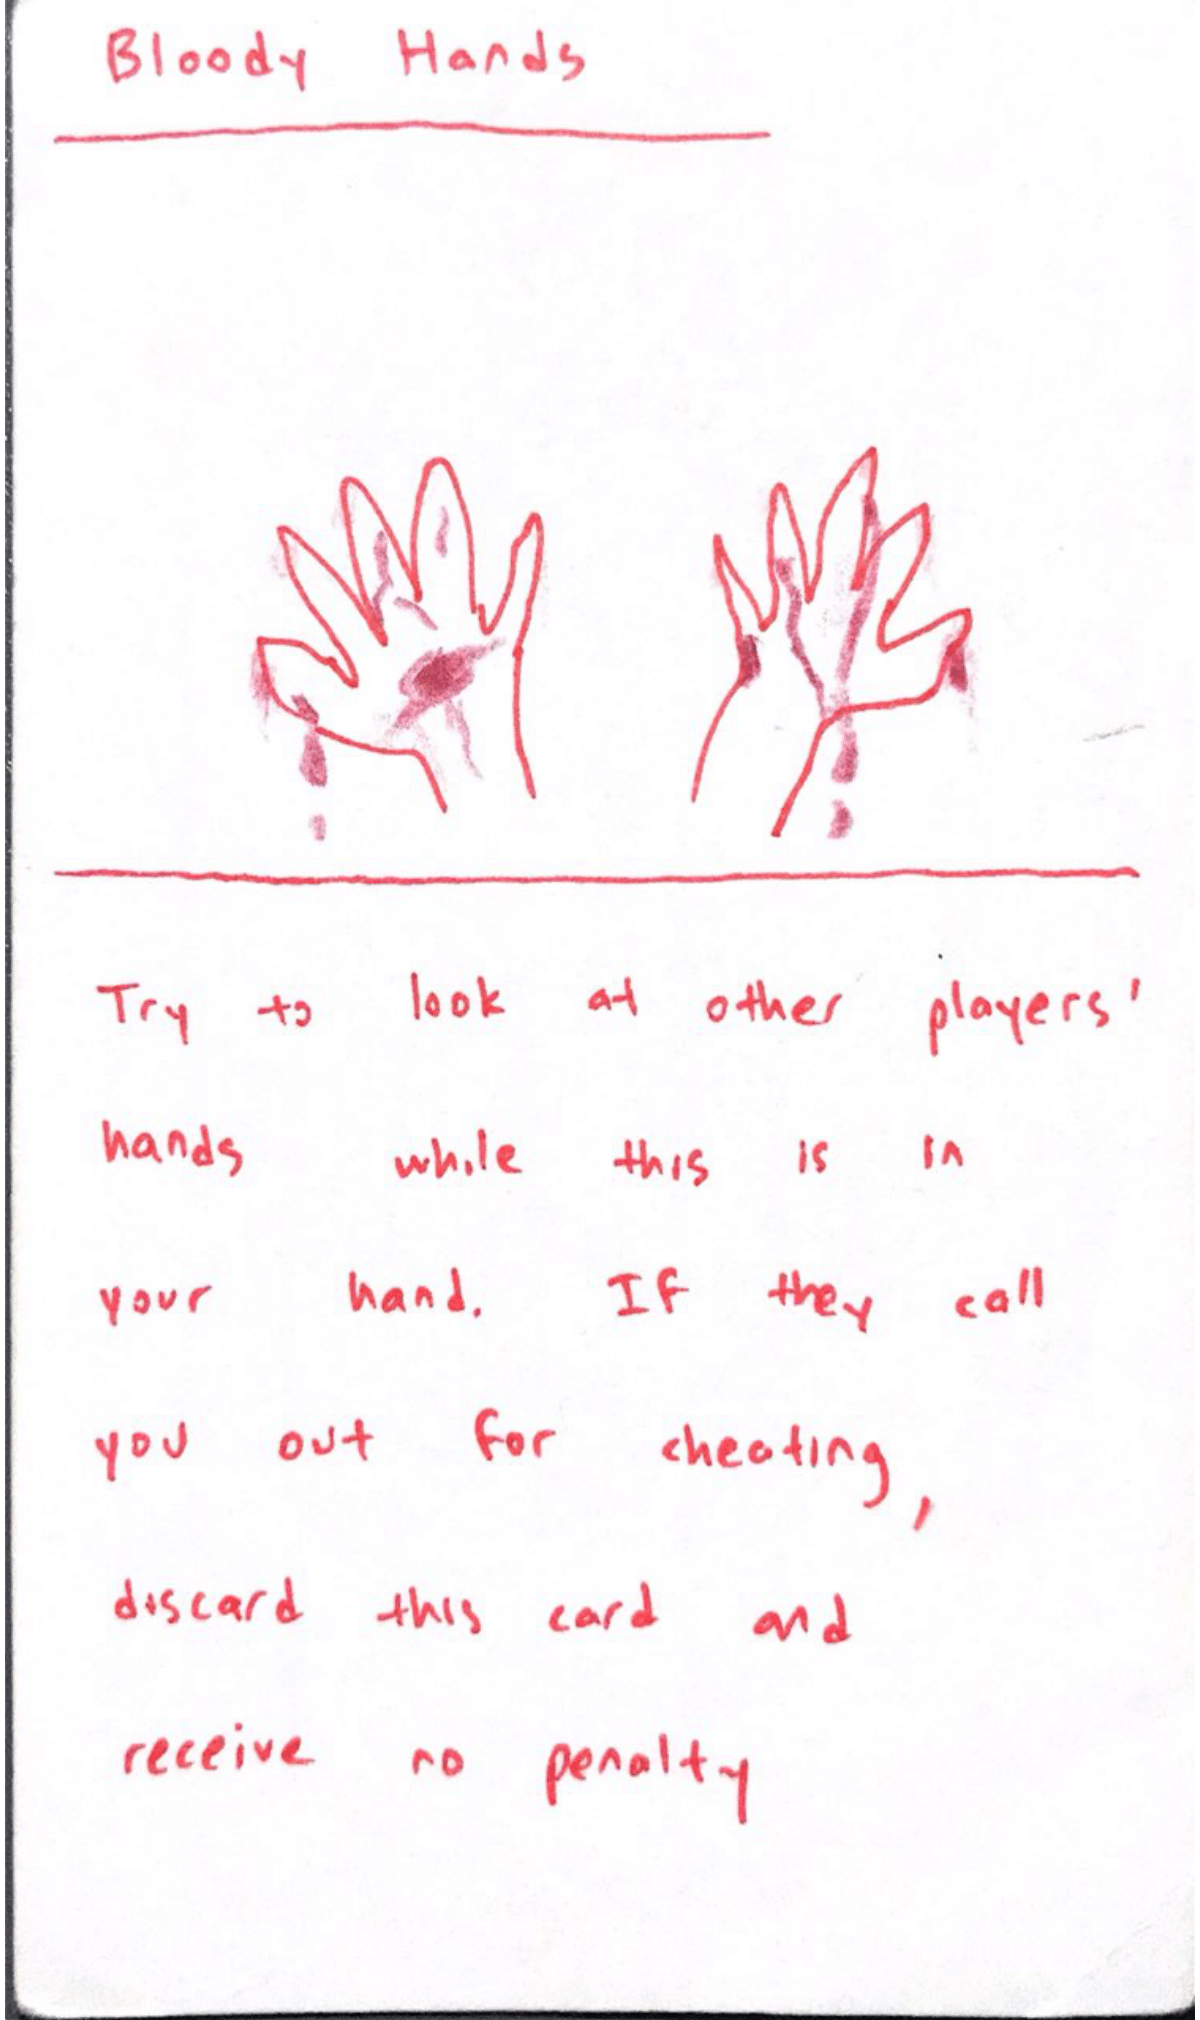 Bloody Hands
Try to look at other players'
hands while this is in
your hand. If they call
you out for cheating,
discard this card and
receive no penalty